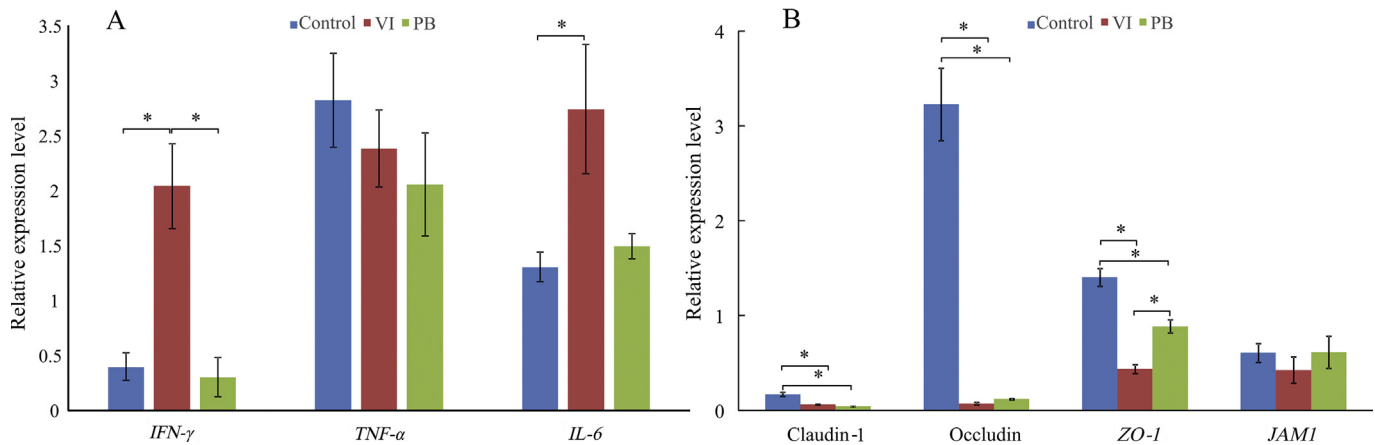 A
Control VI PB
Relative expression level
3.5
3
2.5
2
1.5
1
0.5
0
*
*
*
IFN-γ TNF-α IL-6
B
Control VI PB
Relative expression level
4
3
2
1
0
*
*
*
*
*
*
*
Claudin-1 Occludin ZO-1 JAM1